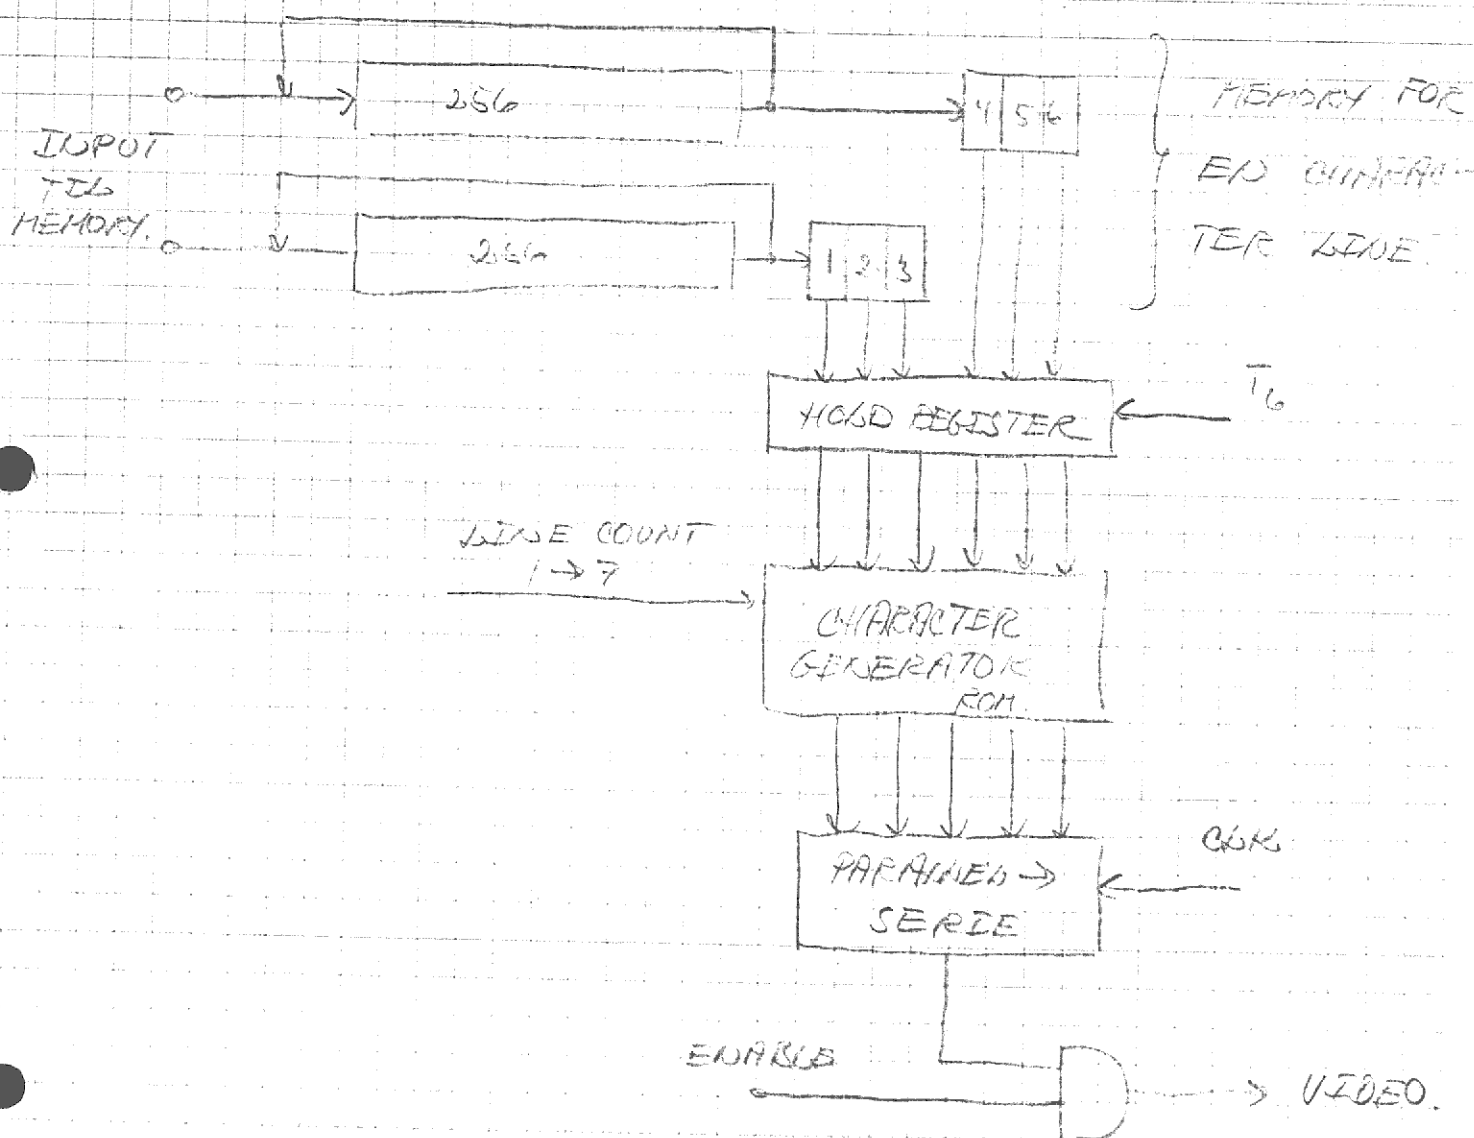 256
4 5 6
MEMORY FOR
INPUT
TIL
MEMORY.
EN CHARAC-
TER LINE.
256
1 2 3
HOLD REGISTER
T6
LINE COUNT
1 → 7
CHARACTER
GENERATOR
ROM.
CLK
PARALLEL →
SERIE
ENABLE
VIDEO.